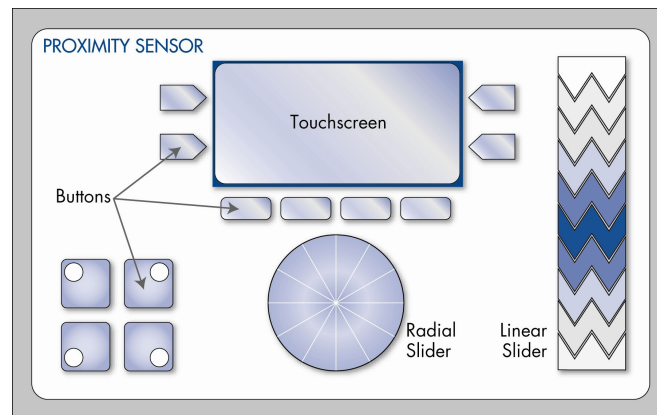 PROXIMITY SENSOR
Touchscreen
Buttons
Radial
Slider
Linear
Slider